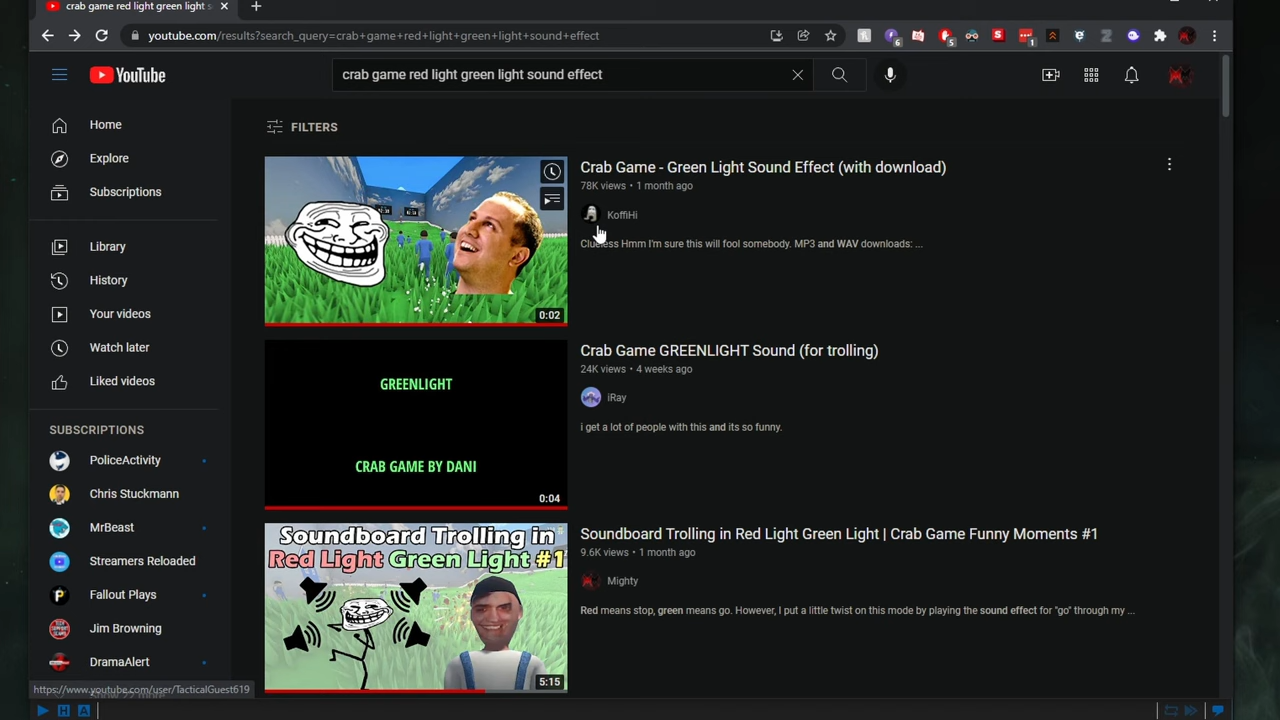 crab game red light green light s
youtube.com/results?search_query=crab+game+red+light+green+light+sound+effect
6
5
1
YouTube
crab game red light green light sound effect
Home
Explore
Subscriptions
Library
History
Your videos
Watch later
Liked videos
SUBSCRIPTIONS
PoliceActivity
Chris Stuckmann
MrBeast
Streamers Reloaded
Fallout Plays
Jim Browning
DramaAlert
https://www.youtube.com/user/TacticalGuest619
FILTERS
0:02
Crab Game - Green Light Sound Effect (with download)
78K views • 1 month ago
KoffiHi
Clueless Hmm I'm sure this will fool somebody. MP3 and WAV downloads: ...
GREENLIGHT
CRAB GAME BY DANI
0:04
Crab Game GREENLIGHT Sound (for trolling)
24K views • 4 weeks ago
iRay
i get a lot of people with this and its so funny.
Soundboard Trolling in
Red Light Green Light #1
5:15
Soundboard Trolling in Red Light Green Light | Crab Game Funny Moments #1
9.6K views • 1 month ago
Mighty
Red means stop, green means go. However, I put a little twist on this mode by playing the sound effect for "go" through my ...
H
A